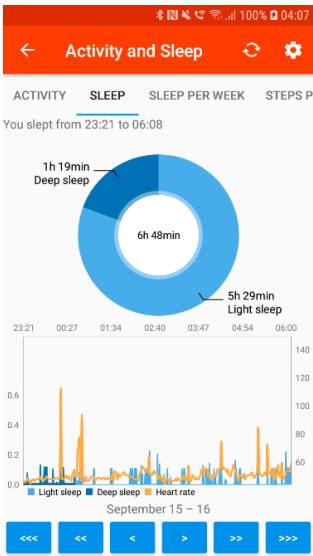 100% 04:07
Activity and Sleep
ACTIVITY SLEEP SLEEP PER WEEK STEPS P
You slept from 23:21 to 06:08
1h 19min
Deep sleep
6h 48min
5h 29min
Light sleep
23:21 00:27 01:34 02:40 03:47 04:54 06:00
140
120
0.6 100
0.4
80
0.2
60
0.0
Light sleep Deep sleep Heart rate
September 15 – 16
<<< << < > >> >>>